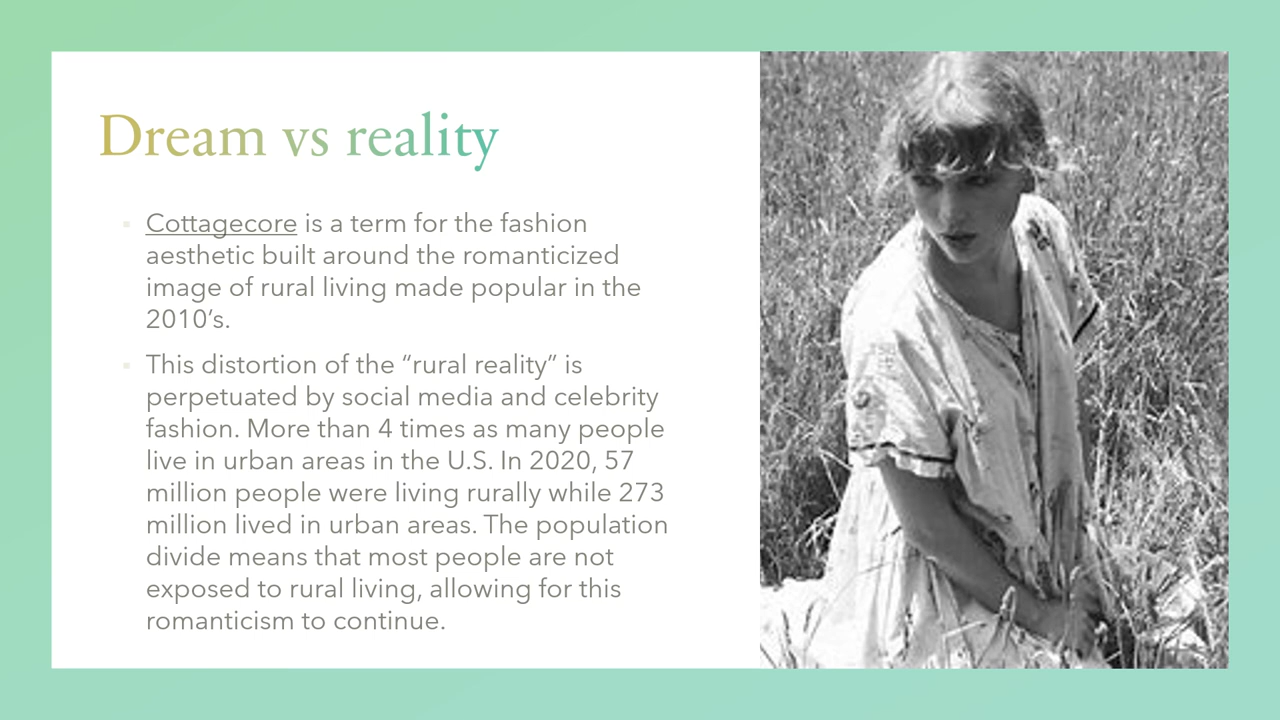 Dream vs reality
Cottagecore is a term for the fashion
aesthetic built around the romanticized
image of rural living made popular in the
2010’s.
This distortion of the “rural reality” is
perpetuated by social media and celebrity
fashion. More than 4 times as many people
live in urban areas in the U.S. In 2020, 57
million people were living rurally while 273
million lived in urban areas. The population
divide means that most people are not
exposed to rural living, allowing for this
romanticism to continue.